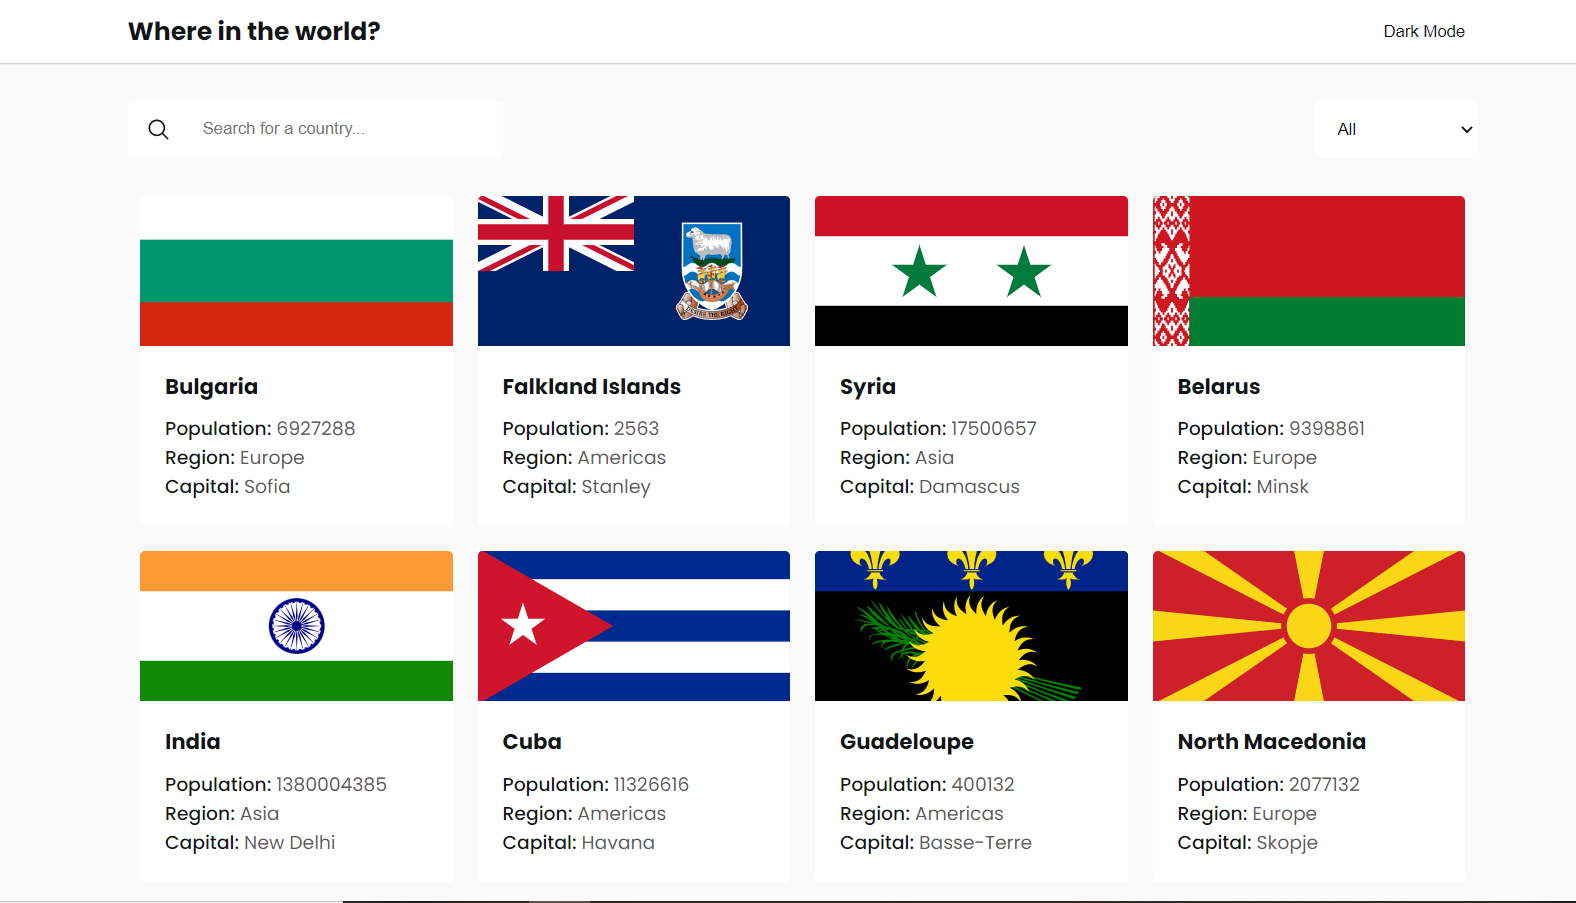 Where in the world?
Dark Mode
Search for a country...
All
DESIRE THE RIGHT
Bulgaria
Population: 6927288
Region: Europe
Capital: Sofia
Falkland Islands
Population: 2563
Region: Americas
Capital: Stanley
Syria
Population: 17500657
Region: Asia
Capital: Damascus
Belarus
Population: 9398861
Region: Europe
Capital: Minsk
India
Population: 1380004385
Region: Asia
Capital: New Delhi
Cuba
Population: 11326616
Region: Americas
Capital: Havana
Guadeloupe
Population: 400132
Region: Americas
Capital: Basse-Terre
North Macedonia
Population: 2077132
Region: Europe
Capital: Skopje